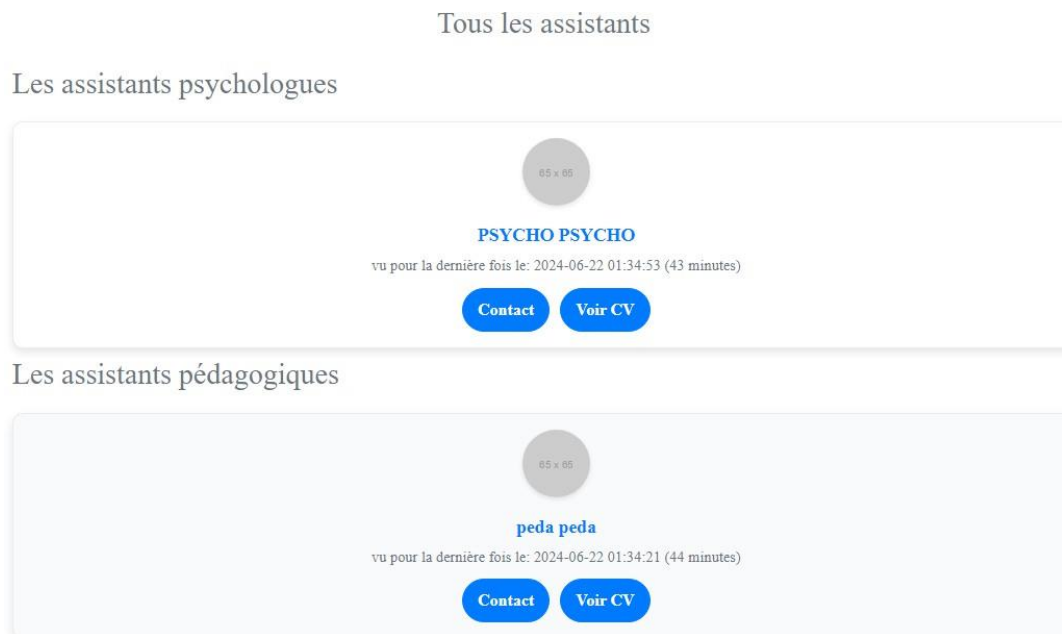 Tous les assistants
Les assistants psychologues
65 x 65
PSYCHO PSYCHO
vu pour la dernière fois le: 2024-06-22 01:34:53 (43 minutes)
Contact Voir CV
Les assistants pédagogiques
65 x 65
peda peda
vu pour la dernière fois le: 2024-06-22 01:34:21 (44 minutes)
Contact Voir CV